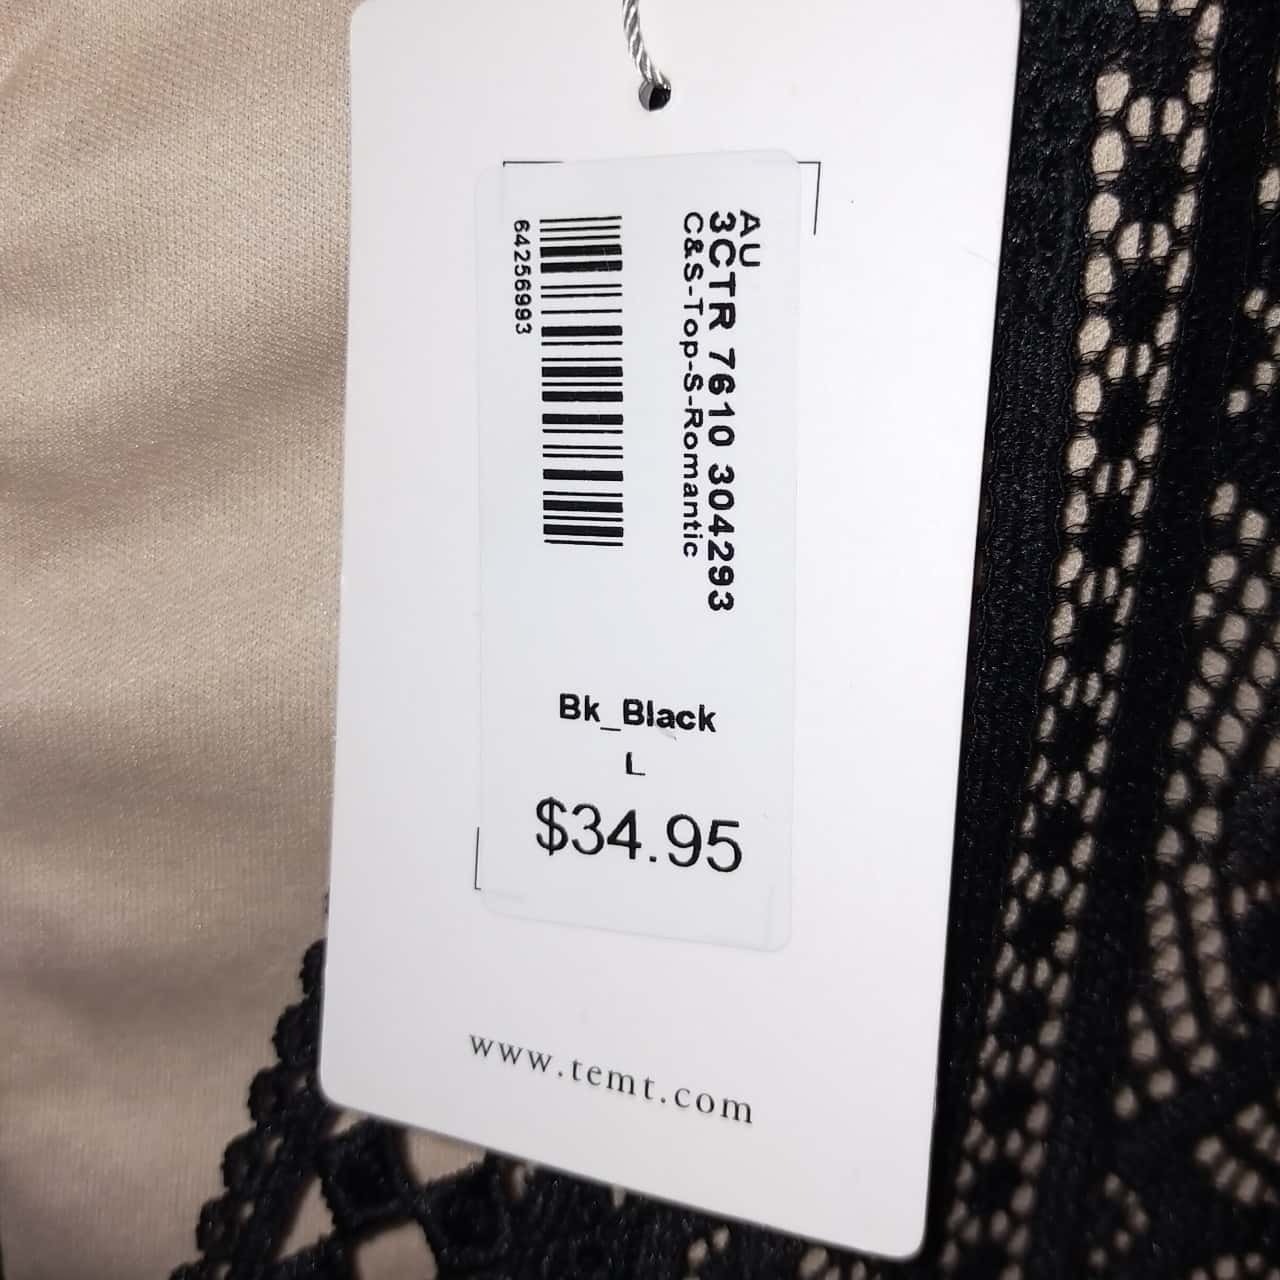 AU
3CTR 7610 304293
C&S-Top-S-Romantic
64256993
Bk_Black
L
$34.95
www.temt.com